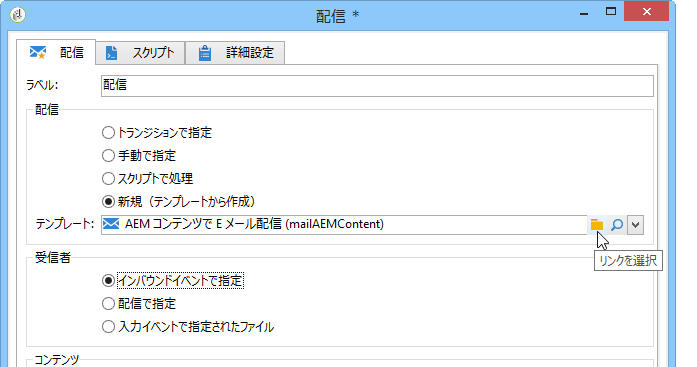 配信 *
配信 スクリプト 詳細設定
ラベル: 配信
配信
トランジションで指定
手動で指定
スクリプトで処理
新規（テンプレートから作成）
テンプレート: AEM コンテンツで E メール配信 (mailAEMContent)
リンクを選択
受信者
インバウンドイベントで指定
配信で指定
入力イベントで指定されたファイル
コンテンツ